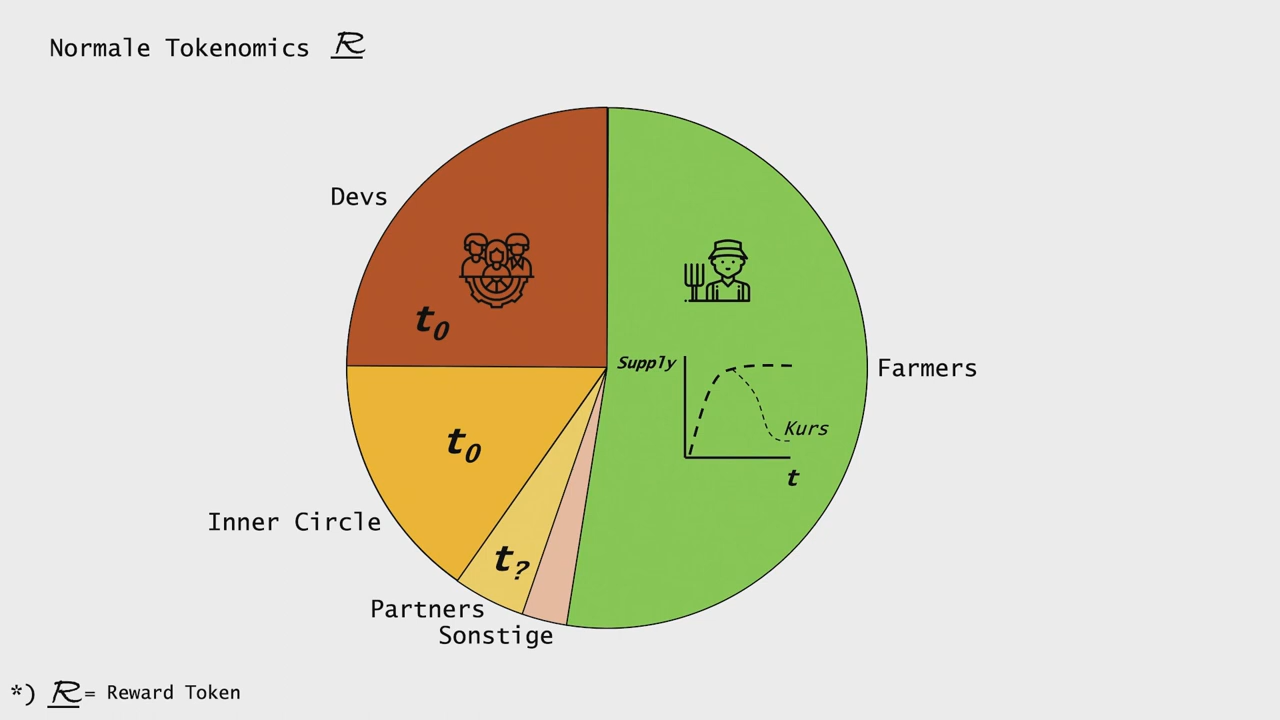 Normale Tokenomics R
Devs
t0
Supply
Farmers
Kurs
t0
t
Inner Circle
t?
Partners
Sonstige
*) R = Reward Token